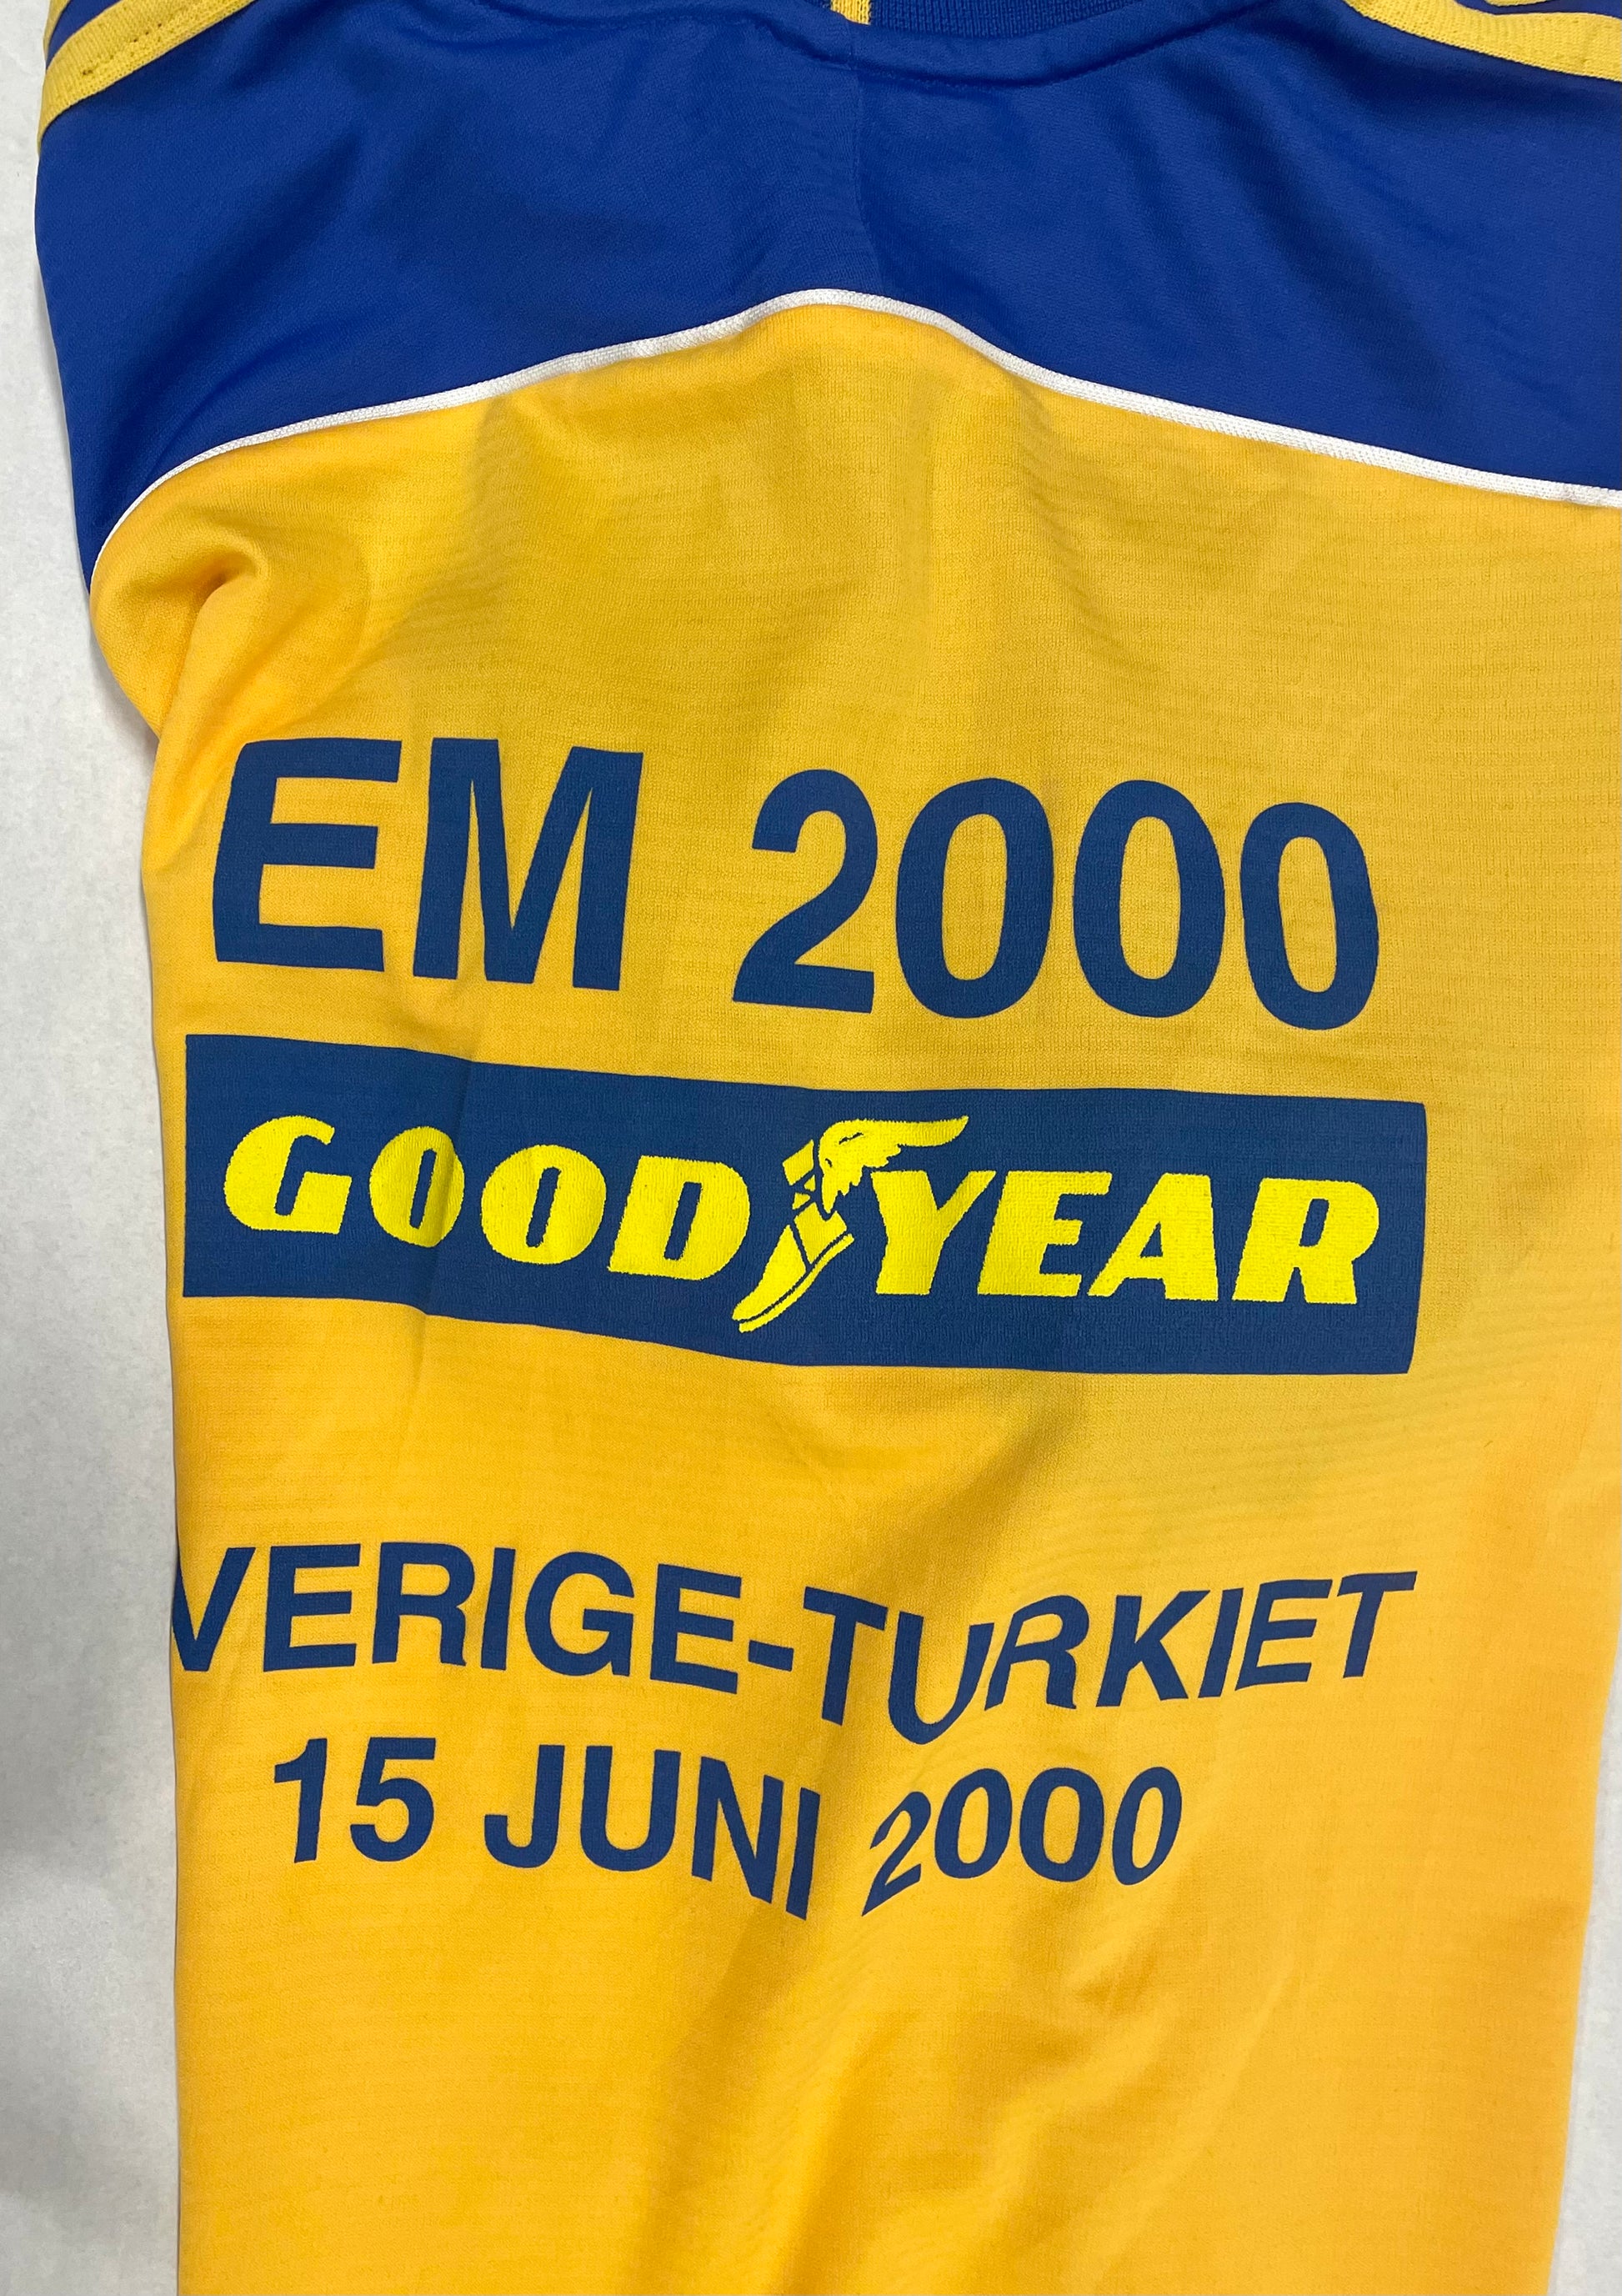 EM 2000
GOODYEAR
VERIGE-TURKIET
15 JUNI 2000